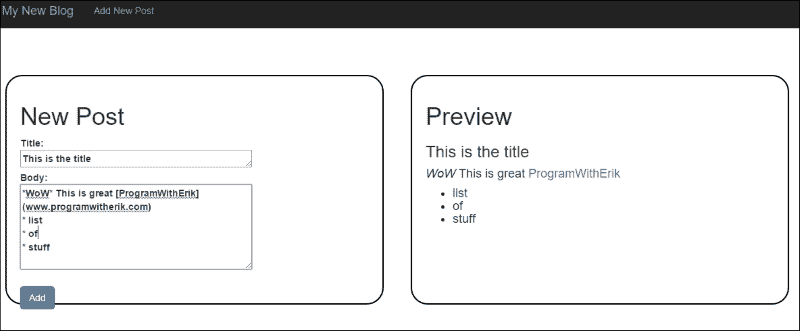 My New Blog Add New Post
New Post
Title:
This is the title
Body:
*WoW* This is great [ProgramWithErik]
(www.programwitherik.com)
* list
* of
* stuff
Add
Preview
This is the title
WoW This is great ProgramWithErik
• list
• of
• stuff